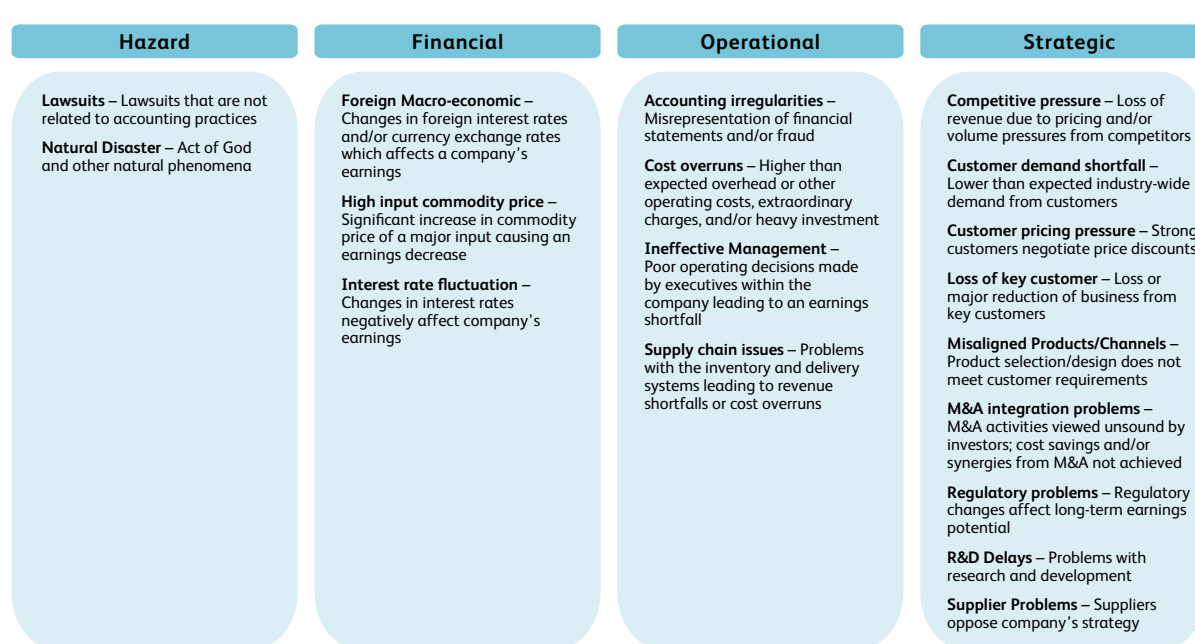 Hazard
Lawsuits – Lawsuits that are not
related to accounting practices
Natural Disaster – Act of God
and other natural phenomena
Financial
Foreign Macro-economic –
Changes in foreign interest rates
and/or currency exchange rates
which affects a company's
earnings
High input commodity price –
Significant increase in commodity
price of a major input causing an
earnings decrease
Interest rate fluctuation –
Changes in interest rates
negatively affect company's
earnings
Operational
Accounting irregularities –
Misrepresentation of financial
statements and/or fraud
Cost overruns – Higher than
expected overhead or other
operating costs, extraordinary
charges, and/or heavy investment
Ineffective Management –
Poor operating decisions made
by executives within the
company leading to an earnings
shortfall
Supply chain issues – Problems
with the inventory and delivery
systems leading to revenue
shortfalls or cost overruns
Strategic
Competitive pressure – Loss of
revenue due to pricing and/or
volume pressures from competitors
Customer demand shortfall –
Lower than expected industry-wide
demand from customers
Customer pricing pressure – Strong
customers negotiate price discounts
Loss of key customer – Loss or
major reduction of business from
key customers
Misaligned Products/Channels –
Product selection/design does not
meet customer requirements
M&A integration problems –
M&A activities viewed unsound by
investors; cost savings and/or
synergies from M&A not achieved
Regulatory problems – Regulatory
changes affect long-term earnings
potential
R&D Delays – Problems with
research and development
Supplier Problems – Suppliers
oppose company's strategy